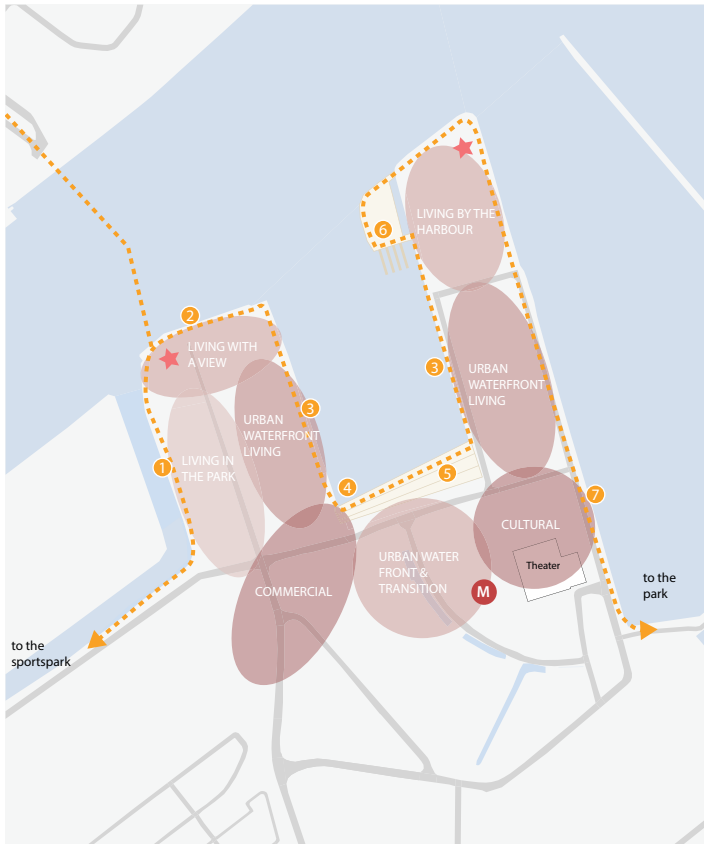 LIVING BY THE
HARBOUR
6
2
LIVING WITH
A VIEW
3
URBAN
WATERFRONT
LIVING
3
URBAN
WATERFRONT
LIVING
1
LIVING IN
THE PARK
4
5
7
CULTURAL
Theater
URBAN WATER
FRONT &
TRANSITION
M
COMMERCIAL
to the
park
to the
sportspark